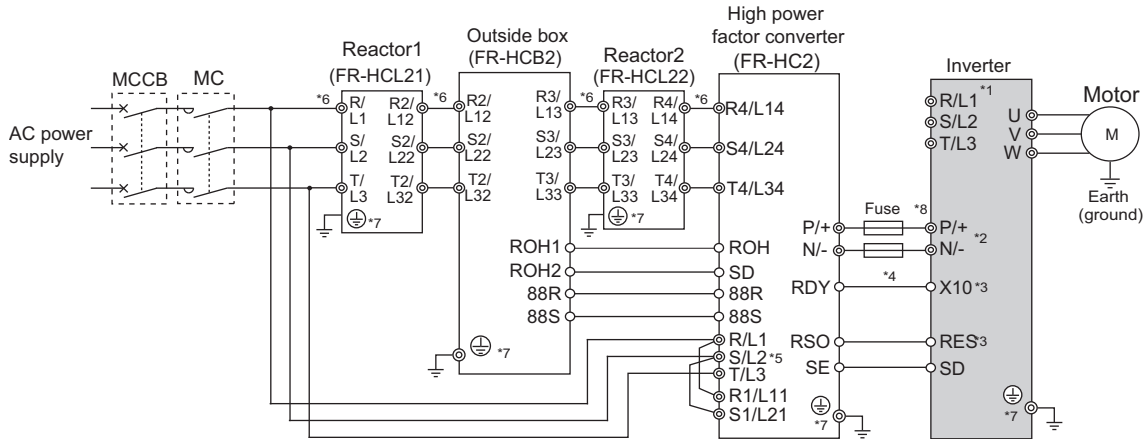 High power
factor converter
(FR-HC2)
Outside box
(FR-HCB2)
Reactor1
(FR-HCL21)
Reactor2
(FR-HCL22)
MCCB
MC
Inverter
Motor
AC power
supply
*6
R/
L1
R2/
L12
*6
R2/
L12
R3/
L13
*6
R3/
L13
R4/
L14
*6
R4/L14
S/
L2
S2/
L22
S2/
L22
S3/
L23
S3/
L23
S4/
L24
S4/L24
T/
L3
T2/
L32
T2/
L32
T3/
L33
T3/
L33
T4/
L34
T4/L34
*7
*7
R/L1 *1
S/L2
T/L3
U
V
W
M
Earth
(ground)
ROH1
ROH
ROH2
SD
88R
88R
88S
88S
*7
R/L1
S/L2 *5
T/L3
R1/L11
S1/L21
P/+
Fuse
*8
P/+
N/-
N/-
*2
*4
RDY
X10 *3
RSO
RES *3
SE
SD
*7
*7